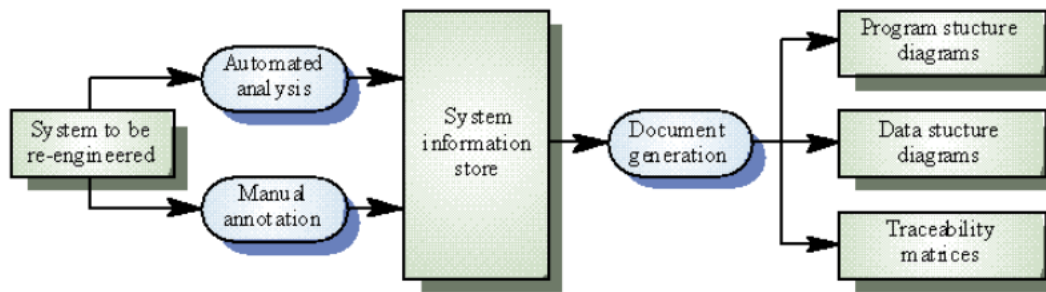 System to be
re-engineered
Automated
analysis
Manual
annotation
System
information
store
Document
generation
Program stucture
diagrams
Data stucture
diagrams
Traceability
matrices